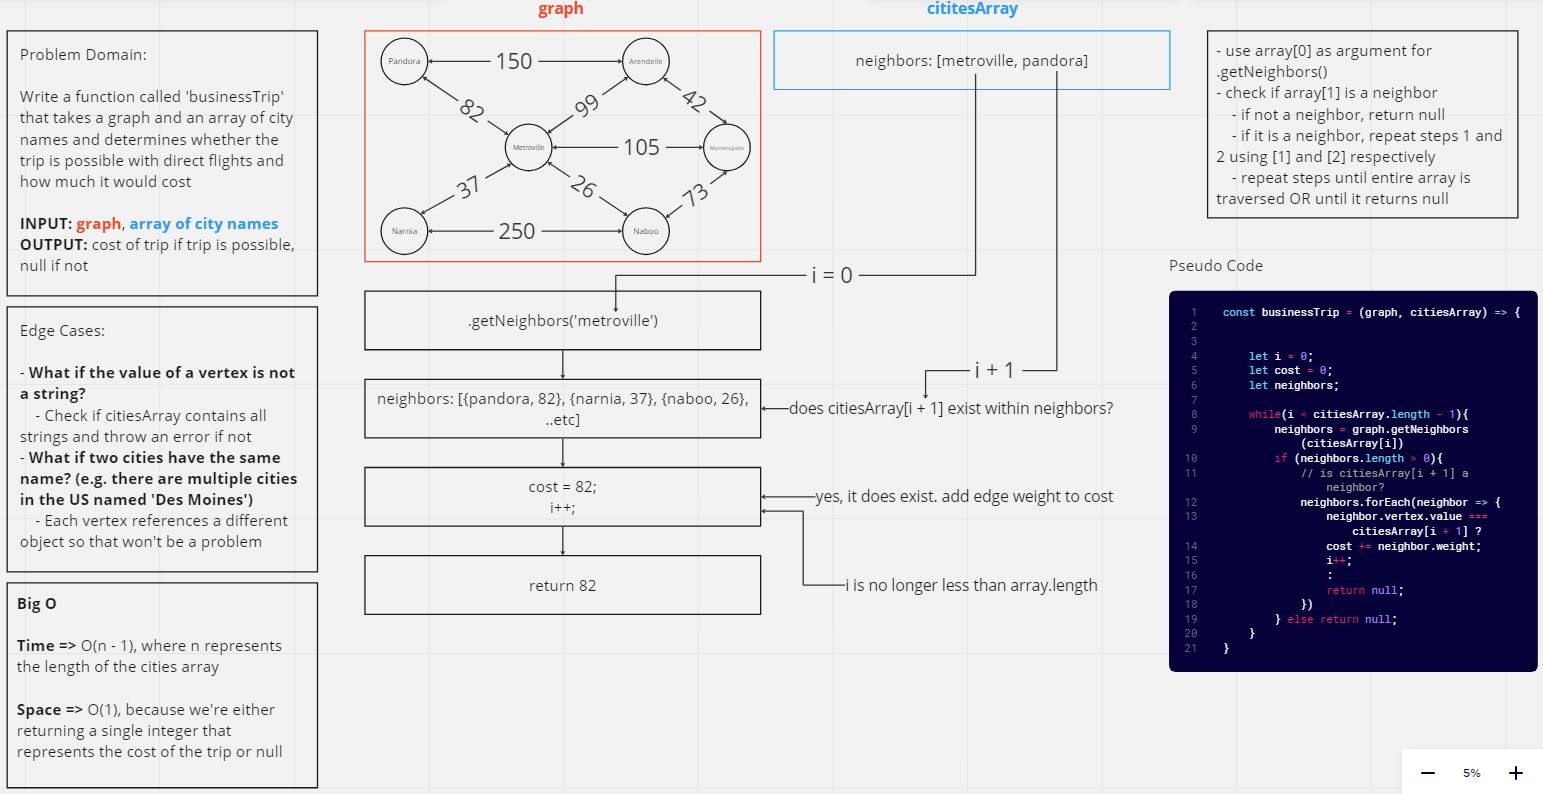 graph
cititesArray
Problem Domain:
Write a function called 'businessTrip'
that takes a graph and an array of city
names and determines whether the
trip is possible with direct flights and
how much it would cost
INPUT: graph, array of city names
OUTPUT: cost of trip if trip is possible,
null if not
Edge Cases:
- What if the value of a vertex is not
a string?
- Check if citiesArray contains all
strings and throw an error if not
- What if two cities have the same
name? (e.g. there are multiple cities
in the US named 'Des Moines')
- Each vertex references a different
object so that won't be a problem
Big O
Time => O(n - 1), where n represents
the length of the cities array
Space => O(1), because we're either
returning a single integer that
represents the cost of the trip or null
Pandora
150
Arendelle
82
99
42
Metroville
105
Monstropolis
37
26
73
Narnia
250
Naboo
neighbors: [metroville, pandora]
i = 0
.getNeighbors('metroville')
i + 1
neighbors: [{pandora, 82}, {narnia, 37}, {naboo, 26},
..etc]
does citiesArray[i + 1] exist within neighbors?
cost = 82;
i++;
yes, it does exist. add edge weight to cost
return 82
i is no longer less than array.length
- use array[0] as argument for
.getNeighbors()
- check if array[1] is a neighbor
- if not a neighbor, return null
- if it is a neighbor, repeat steps 1 and
2 using [1] and [2] respectively
- repeat steps until entire array is
traversed OR until it returns null
Pseudo Code
1 const businessTrip = (graph, citiesArray) => {
2
3
4 let i = 0;
5 let cost = 0;
6 let neighbors;
7
8 while(i < citiesArray.length - 1){
9 neighbors = graph.getNeighbors
(citiesArray[i])
10 if (neighbors.length > 0){
11 // is citiesArray[i + 1] a
neighbor?
12 neighbors.forEach(neighbor => {
13 neighbor.vertex.value ===
citiesArray[i + 1] ?
14 cost += neighbor.weight;
15 i++;
16 :
17 return null;
18 })
19 } else return null;
20 }
21 }
5%